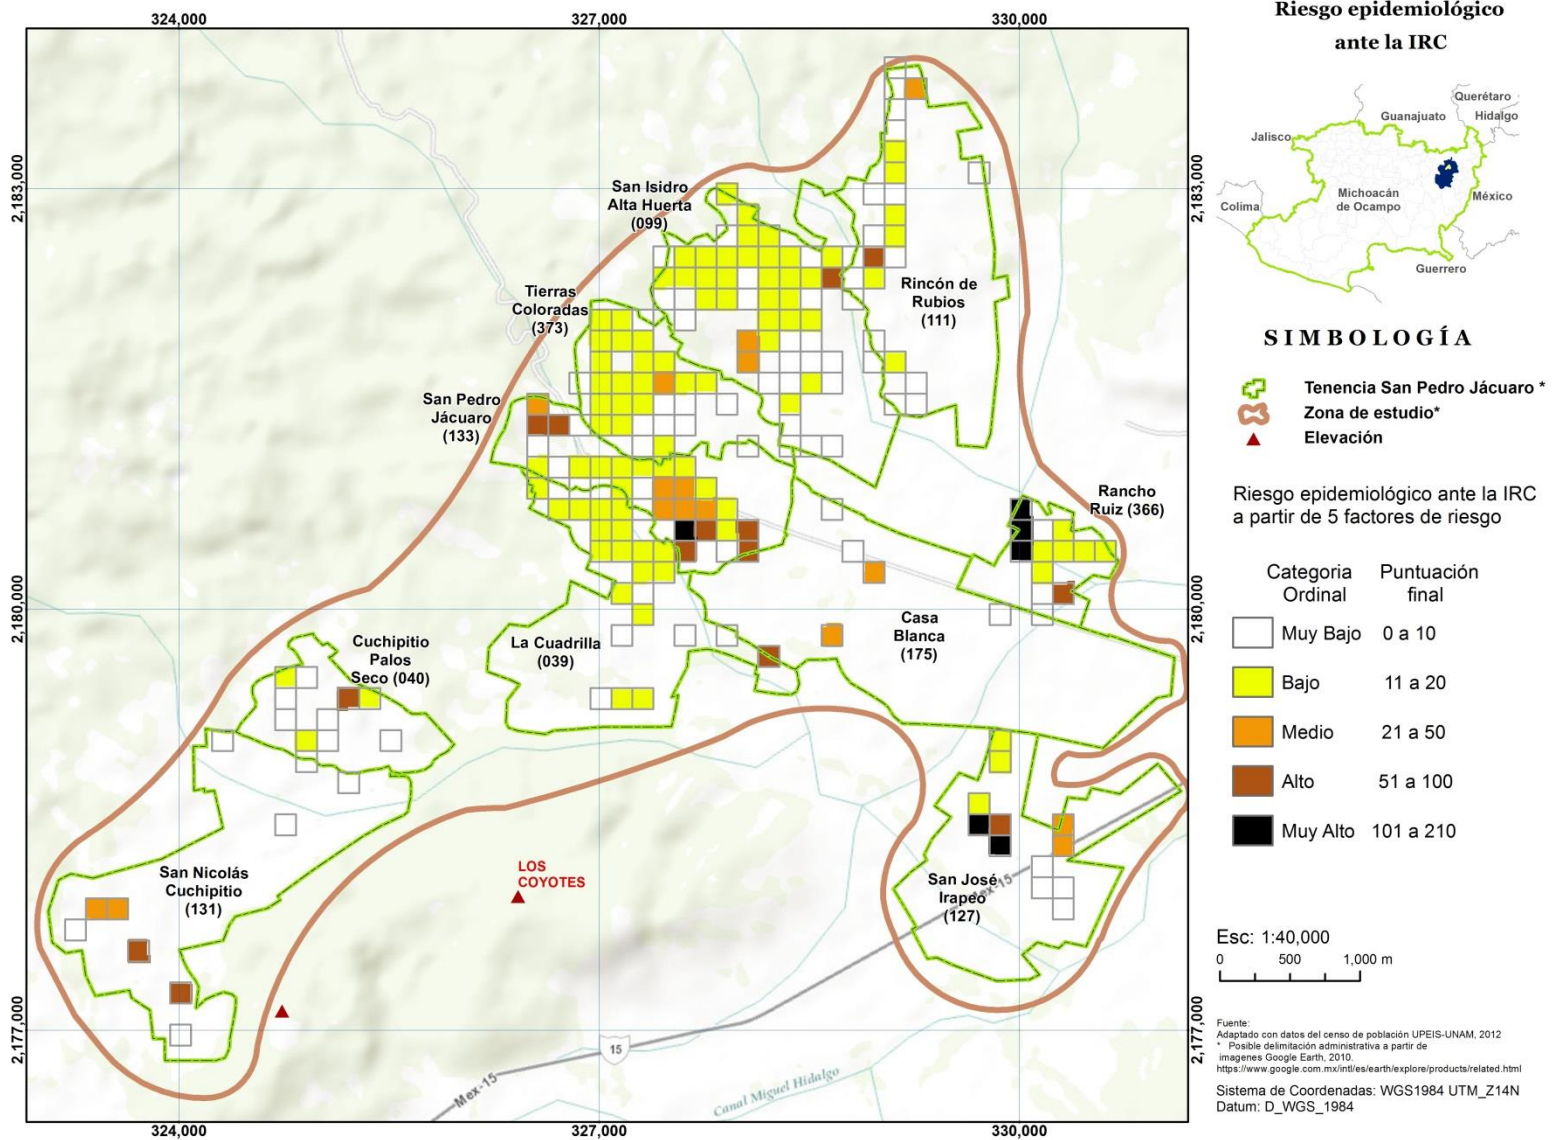 324,000
327,000
330,000
2,183,000
2,180,000
2,177,000
San Isidro
Alta Huerta
(099)
Tierras
Coloradas
(373)
San Pedro
Jácuaro
(133)
Rincón de
Rubios
(111)
Rancho
Ruiz (366)
Casa
Blanca
(175)
La Cuadrilla
(039)
Cuchipitio
Palos
Seco (040)
San Nicolás
Cuchipitio
(131)
LOS
COYOTES
San José
Irapeo
(127)
Mex-15
15
Mex-15
Canal Miguel Hidalgo
2,183,000
2,180,000
2,177,000
324,000
327,000
330,000
Riesgo epidemiológico
ante la IRC
Querétaro
Guanajuato
Hidalgo
Jalisco
Michoacán
de Ocampo
México
Colima
Guerrero
SIMBOLOGÍA
Tenencia San Pedro Jácuaro *
Zona de estudio*
Elevación
Riesgo epidemiológico ante la IRC
a partir de 5 factores de riesgo
Categoria Puntuación
Ordinal final
Muy Bajo 0 a 10
Bajo 11 a 20
Medio 21 a 50
Alto 51 a 100
Muy Alto 101 a 210
Esc: 1:40,000
0 500 1,000 m
Fuente:
Adaptado con datos del censo de población UPEIS-UNAM, 2012
* Posible delimitación administrativa a partir de
imagenes Google Earth, 2010.
https://www.google.com.mx/intl/es/earth/explore/products/related.html
Sistema de Coordenadas: WGS1984 UTM_Z14N
Datum: D_WGS_1984